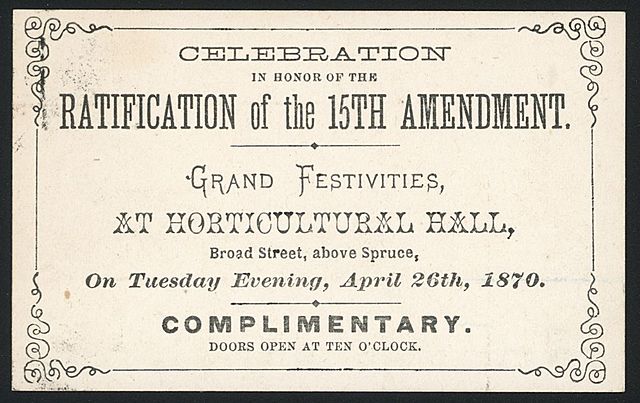 CELEBRATION
IN HONOR OF THE
RATIFICATION of the 15TH AMENDMENT.
GRAND FESTIVITIES,
AT HORTICULTURAL HALL,
Broad Street, above Spruce,
On Tuesday Evening, April 26th, 1870.
COMPLIMENTARY.
DOORS OPEN AT TEN O'CLOCK.